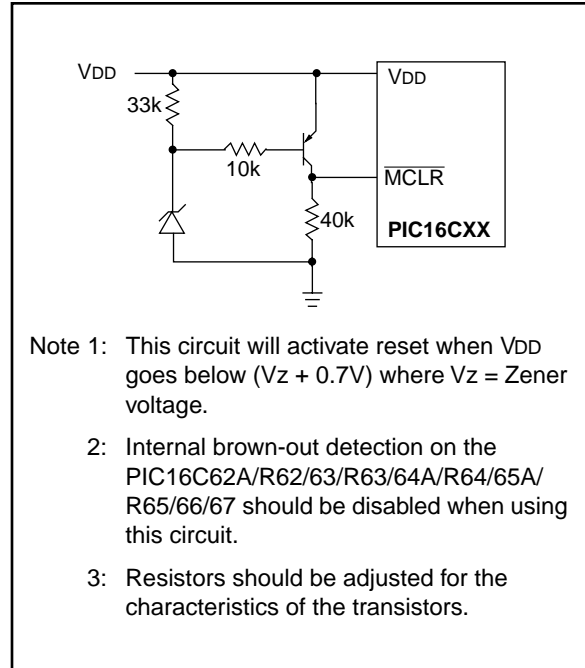 VDD
VDD
33k
10k
MCLR
40k
PIC16CXX
Note 1: This circuit will activate reset when VDD
goes below (Vz + 0.7V) where Vz = Zener
voltage.
2: Internal brown-out detection on the
PIC16C62A/R62/63/R63/64A/R64/65A/
R65/66/67 should be disabled when using
this circuit.
3: Resistors should be adjusted for the
characteristics of the transistors.